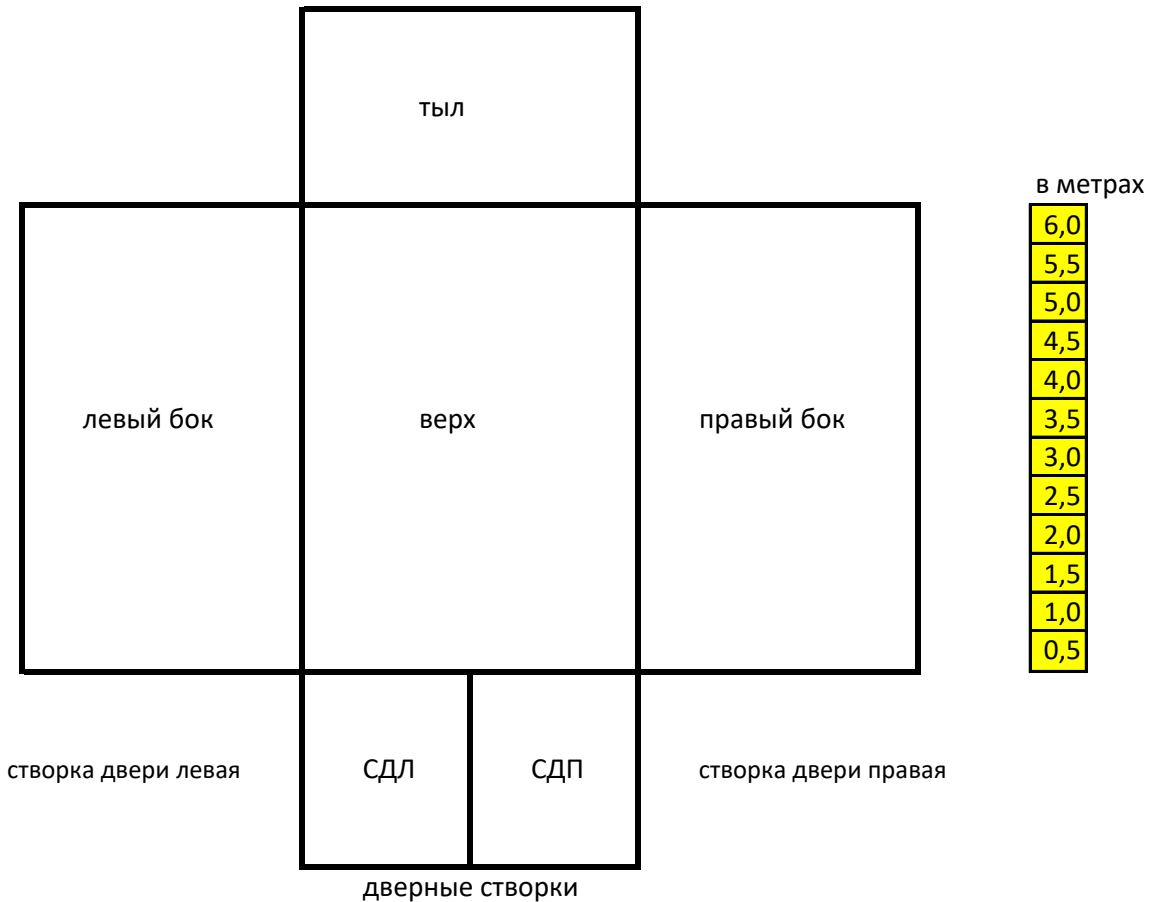 тыл
в метрах
6,0
5,5
5,0
4,5
4,0
3,5
3,0
2,5
2,0
1,5
1,0
0,5
левый бок
верх
правый бок
створка двери левая
СДЛ
СДП
створка двери правая
дверные створки